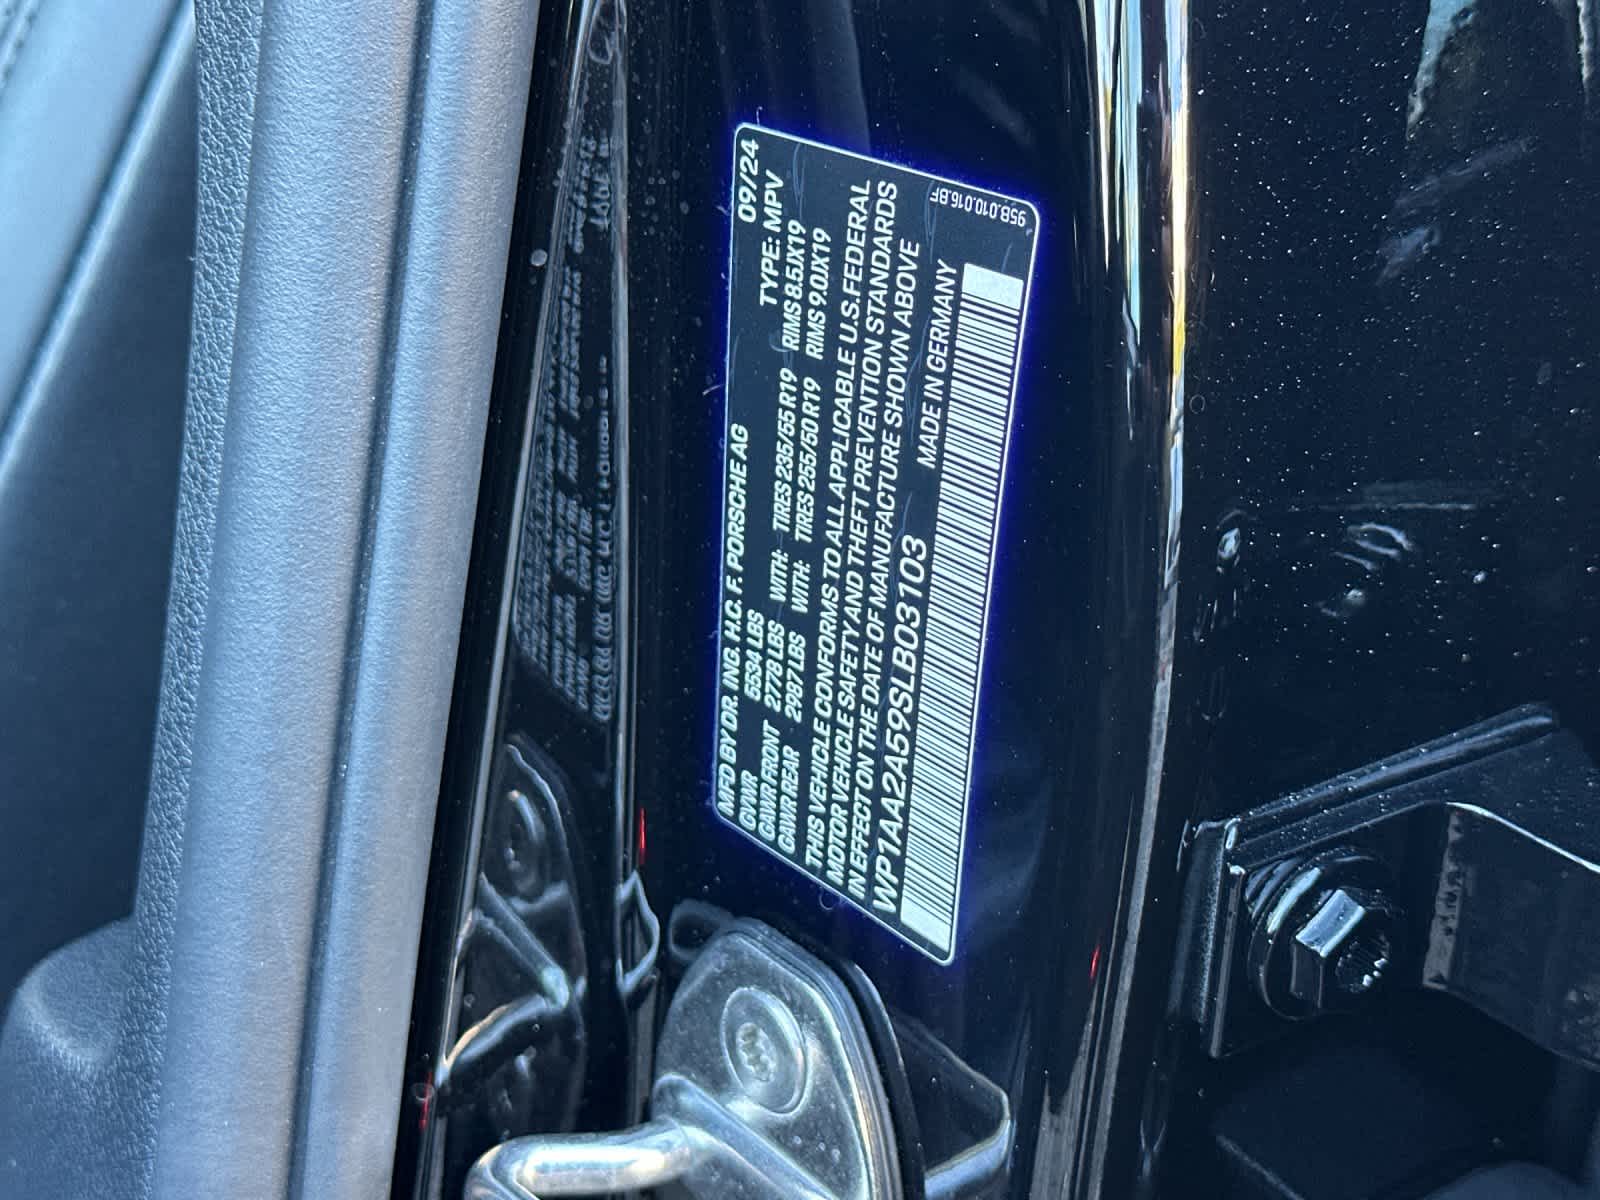 MFD BY DR. ING. H.C. F. PORSCHE AG 09/24
GVWR 5534 LBS TYPE: MPV
GAWR FRONT 2778 LBS WITH: TIRES 235/55 R19 RIMS 8.5JX19
GAWR REAR 2987 LBS WITH: TIRES 255/50 R19 RIMS 9.0JX19
THIS VEHICLE CONFORMS TO ALL APPLICABLE U.S.FEDERAL
MOTOR VEHICLE SAFETY AND THEFT PREVENTION STANDARDS
IN EFFECT ON THE DATE OF MANUFACTURE SHOWN ABOVE
WP1AA2A59SLB03103 MADE IN GERMANY
95B.010.016.BF